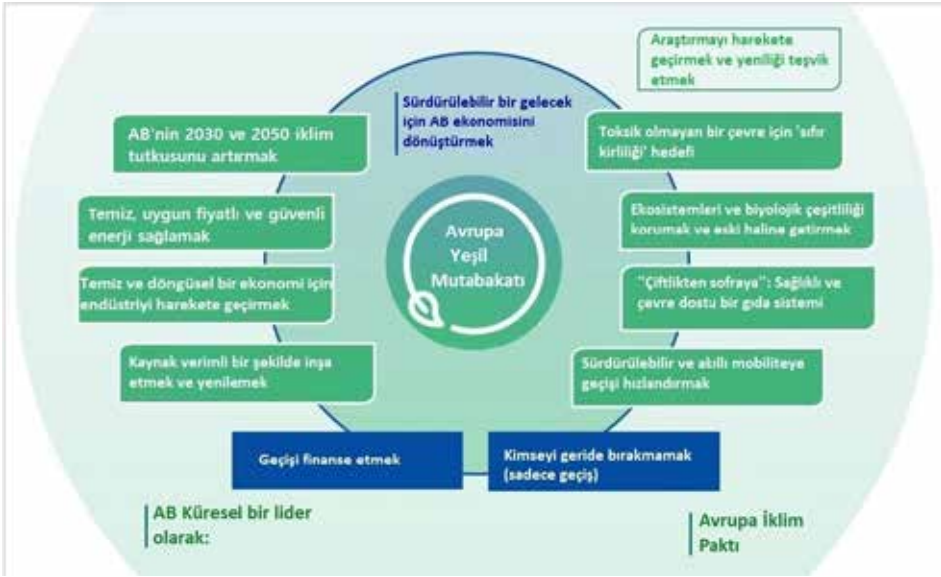 Araştırmayı harekete
geçirmek ve yeniliği teşvik
etmek
Sürdürülebilir bir gelecek
için AB ekonomisini
dönüştürmek
AB'nin 2030 ve 2050 iklim
tutkusunu artırmak
Toksik olmayan bir çevre için 'sıfır
kirliliği' hedefi
Temiz, uygun fiyatlı ve güvenli
enerji sağlamak
Ekosistemleri ve biyolojik çeşitliliği
korumak ve eski haline getirmek
Avrupa
Yeşil
Mutabakatı
Temiz ve döngüsel bir ekonomi için
endüstriyi harekete geçirmek
"Çiftlikten sofraya": Sağlıklı ve
çevre dostu bir gıda sistemi
Kaynak verimli bir şekilde inşa
etmek ve yenilemek
Sürdürülebilir ve akıllı mobiliteye
geçişi hızlandırmak
Geçişi finanse etmek
Kimseyi geride bırakmamak
(sadece geçiş)
AB Küresel bir lider
olarak:
Avrupa İklim
Paktı